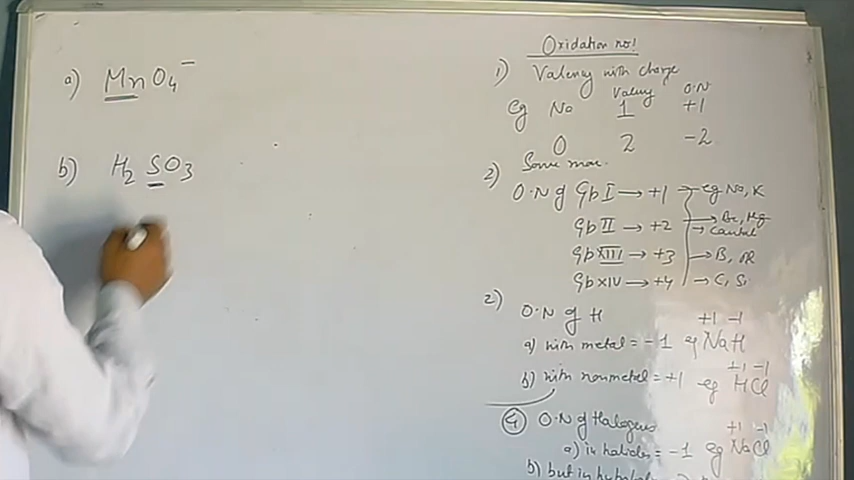 a) MnO4⁻
b) H2SO3
Oxidation no!
1) Valency with charge
Valency O.N
Eg Na 1 +1
O 2 -2
2) Some more.
O.N of Gp I → +1 → eg Na, K
Gp II → +2 → Be, Mg
Gp XIII → +3 → B, Al
Gp XIV → +4 → C, Si
2) O.N of H +1 -1
a) with metal = -1 eg NaH
+1 -1
b) with nonmetal = +1 eg HCl
4 O.N of Halogens +1 -1
a) in halides = -1 eg NaCl
b) but in